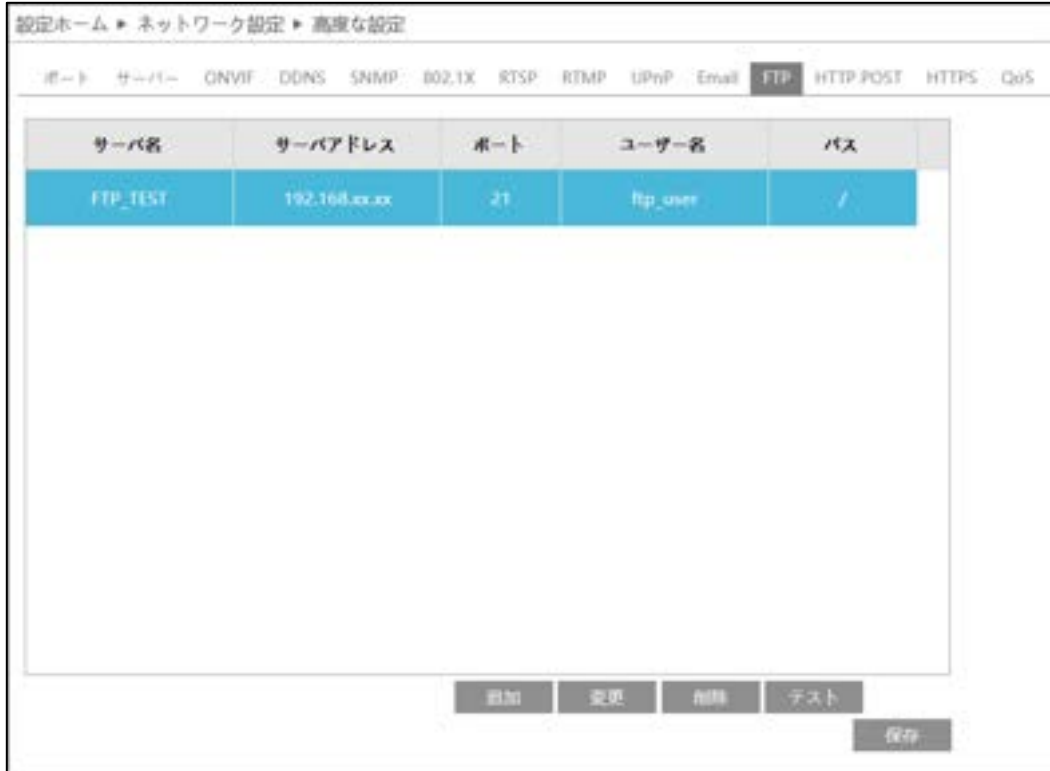 設定ホーム ▶ ネットワーク設定 ▶ 高度な設定
ポート サーバー ONVIF DDNS SNMP 802.1X RTSP RTMP UPnP Email FTP HTTP POST HTTPS QoS
サーバ名 サーバアドレス ポート ユーザー名 パス
FTP_TEST 192.168.xx.xx 21 ftp_user /
追加 変更 削除 テスト
保存